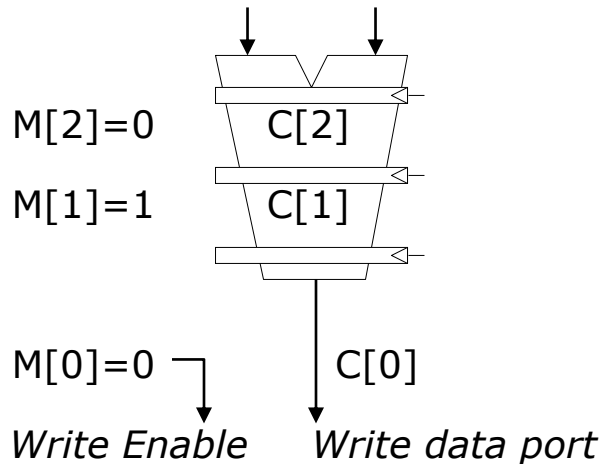 M[2]=0 C[2]
M[1]=1 C[1]
M[0]=0 C[0]
Write Enable Write data port